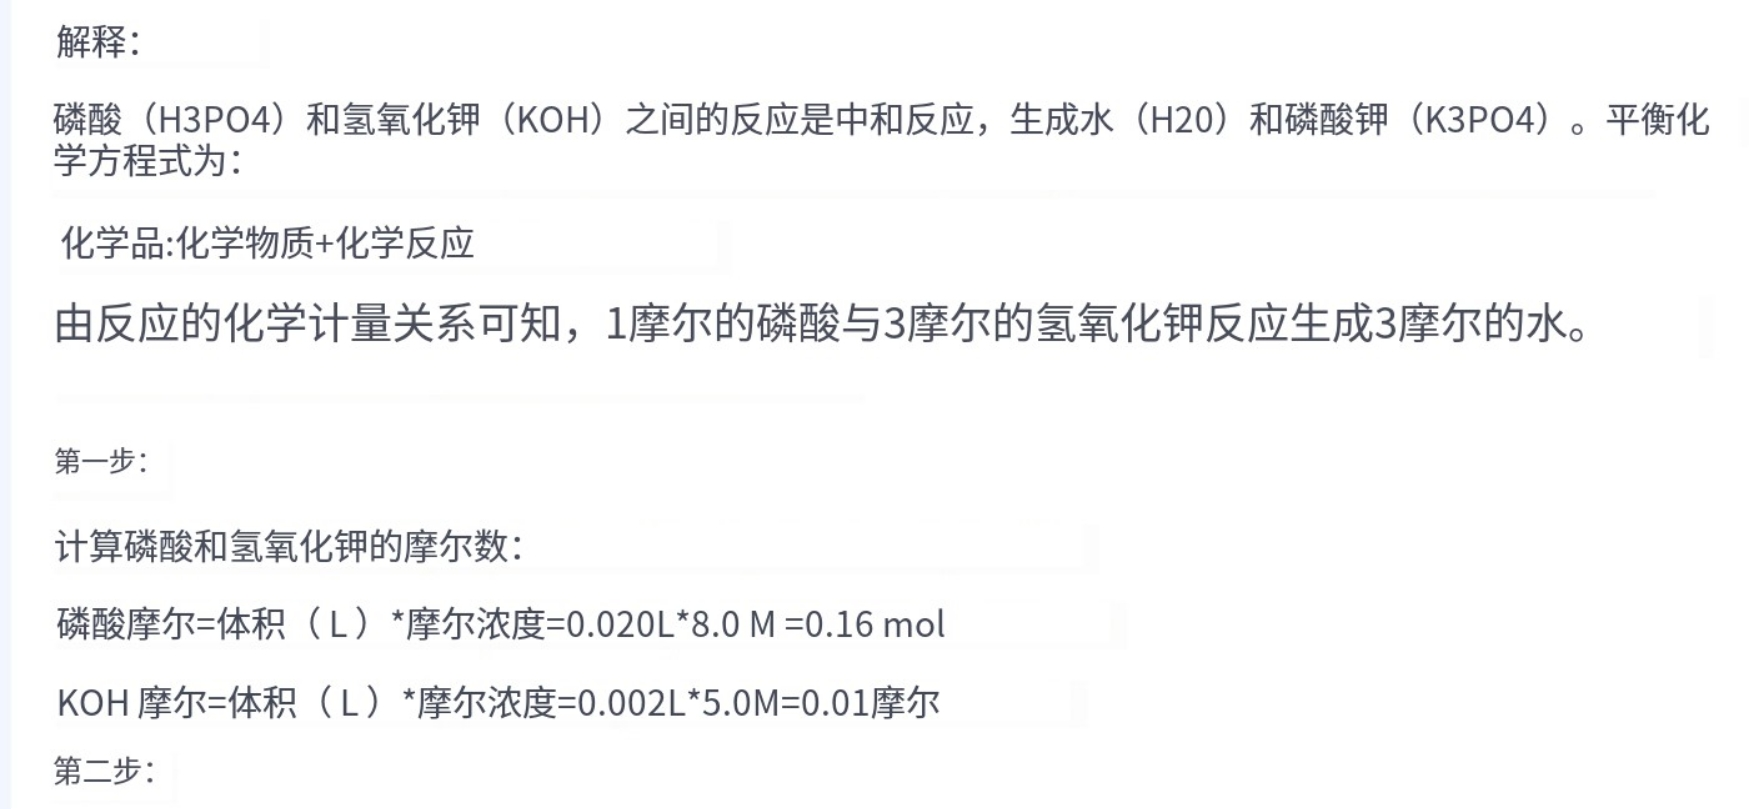 解释：
磷酸（H3PO4）和氢氧化钾（KOH）之间的反应是中和反应，生成水（H20）和磷酸钾（K3PO4）。平衡化
学方程式为：
化学品:化学物质+化学反应
由反应的化学计量关系可知，1摩尔的磷酸与3摩尔的氢氧化钾反应生成3摩尔的水。
第一步：
计算磷酸和氢氧化钾的摩尔数：
磷酸摩尔=体积（ L ）*摩尔浓度=0.020L*8.0 M =0.16 mol
KOH 摩尔=体积（ L ）*摩尔浓度=0.002L*5.0M=0.01摩尔
第二步：